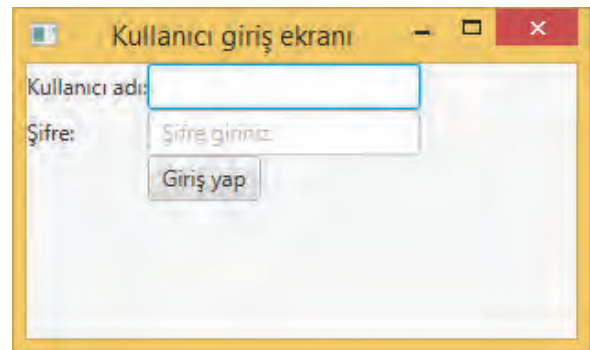 Kullanıcı giriş ekranı
Kullanıcı adı:
Şifre:
Şifre giriniz
Giriş yap